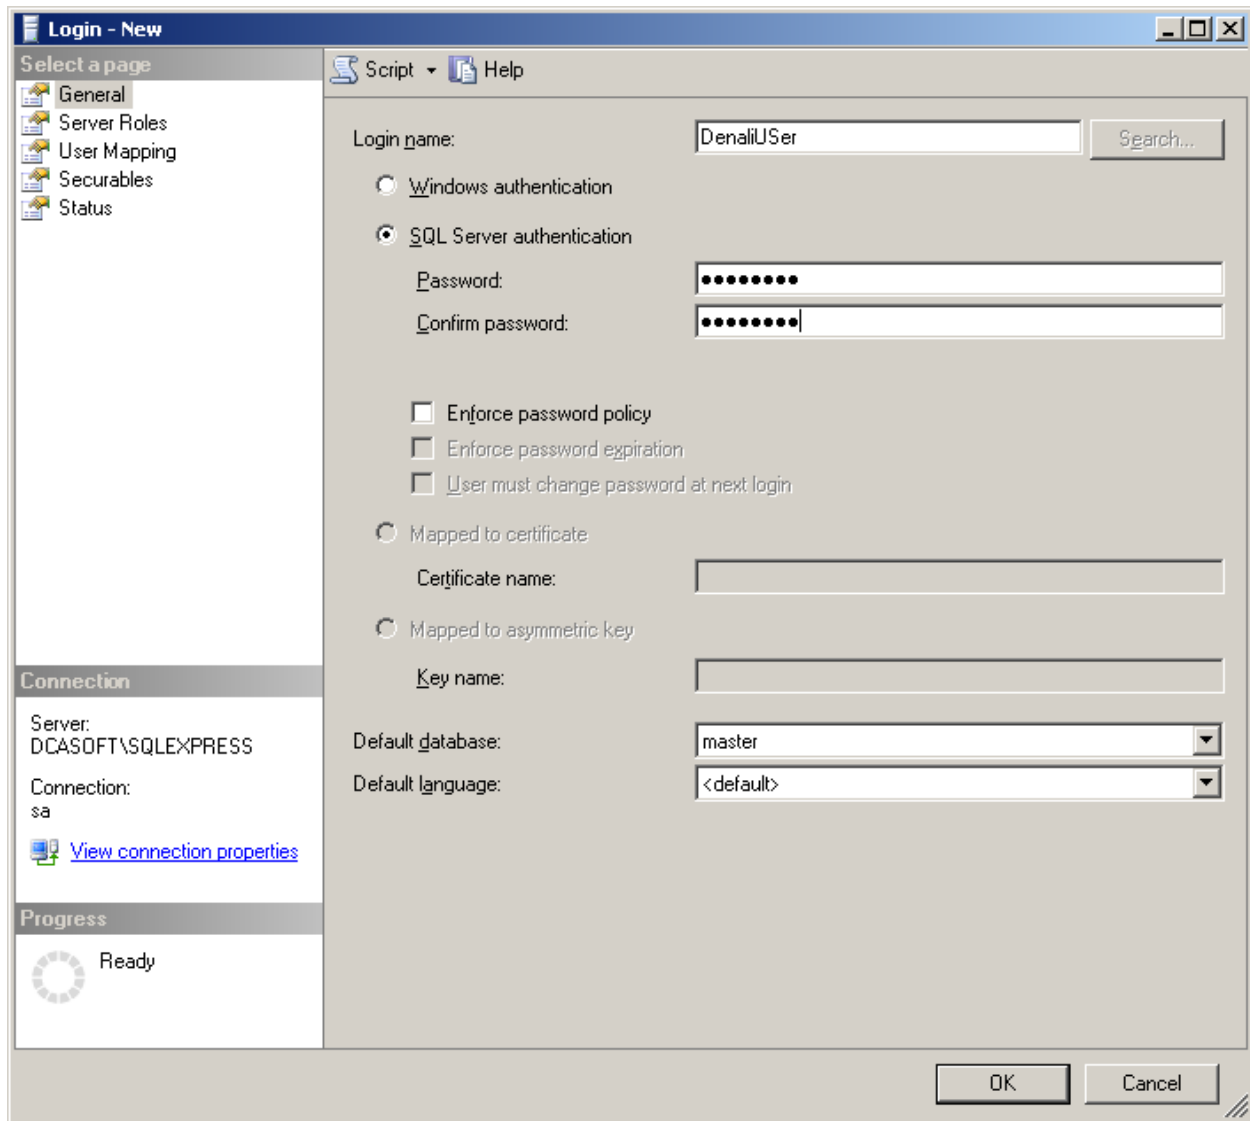 Login - New
Select a page
General
Server Roles
User Mapping
Securables
Status
Connection
Server:
DCASOFT\SQLEXPRESS
Connection:
sa
View connection properties
Progress
Ready
Script Help
Login name: DenaliUSer Search...
Windows authentication
SQL Server authentication
Password: ●●●●●●●●
Confirm password: ●●●●●●●●
Enforce password policy
Enforce password expiration
User must change password at next login
Mapped to certificate
Certificate name:
Mapped to asymmetric key
Key name:
Default database: master
Default language: <default>
OK Cancel